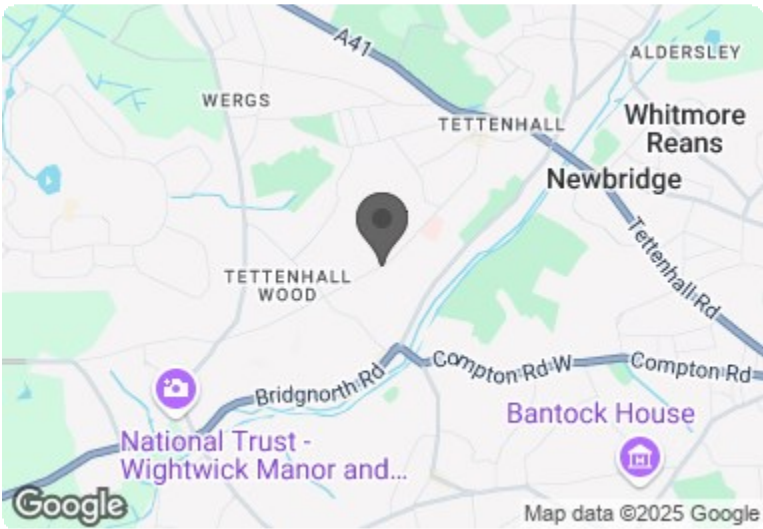 A41
ALDERSLEY
WERGS
Whitmore
Reans
TETTENHALL
Newbridge
Tettenhall Rd
TETTENHALL
WOOD
Compton Rd W
Compton Rd
Bridgnorth Rd
Bantock House
National Trust -
Wightwick Manor and...
Google
Map data ©2025 Google